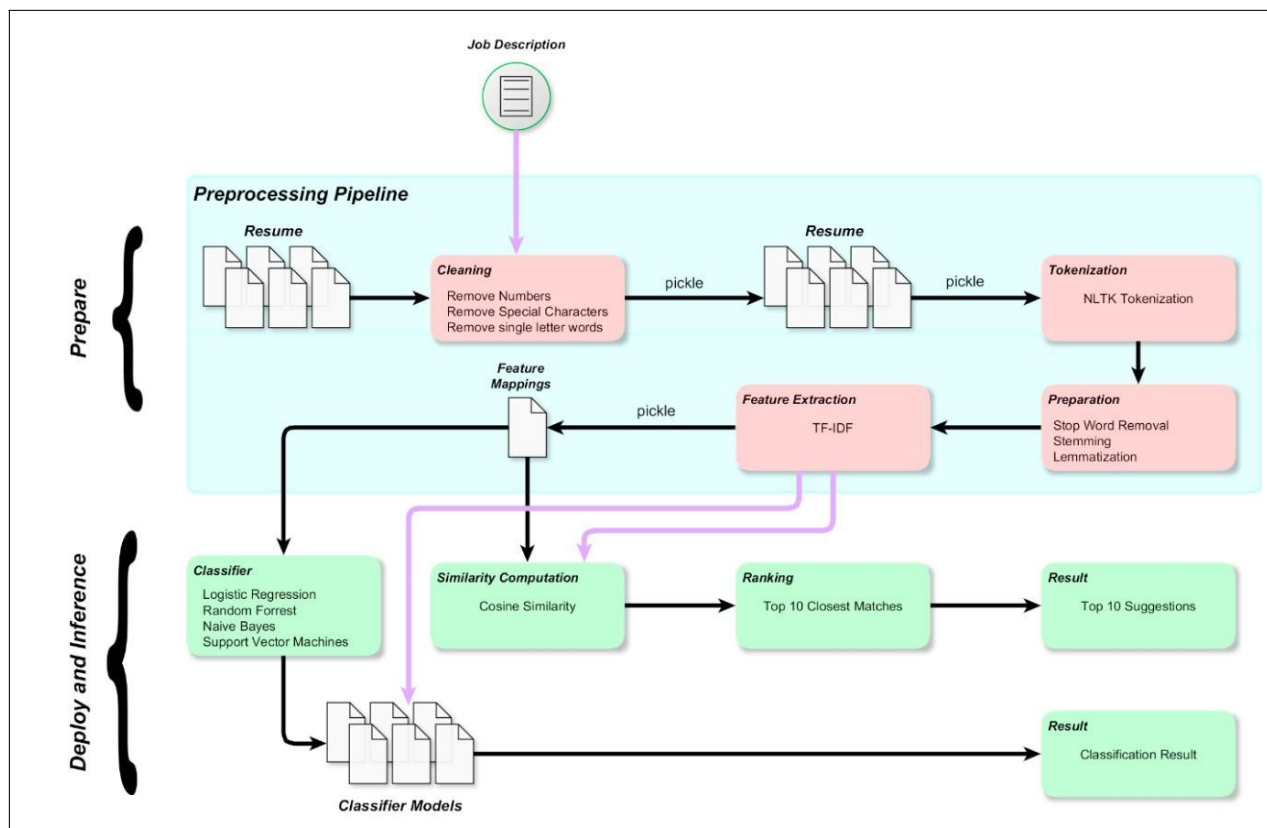 Job Description
Preprocessing Pipeline
Prepare
Resume
Cleaning
Remove Numbers
Remove Special Characters
Remove single letter words
pickle
Resume
pickle
Tokenization
NLTK Tokenization
Feature
Mappings
pickle
Feature Extraction
TF-IDF
Preparation
Stop Word Removal
Stemming
Lemmatization
Deploy and Inference
Classifier
Logistic Regression
Random Forrest
Naive Bayes
Support Vector Machines
Similarity Computation
Cosine Similarity
Ranking
Top 10 Closest Matches
Result
Top 10 Suggestions
Classifier Models
Result
Classification Result